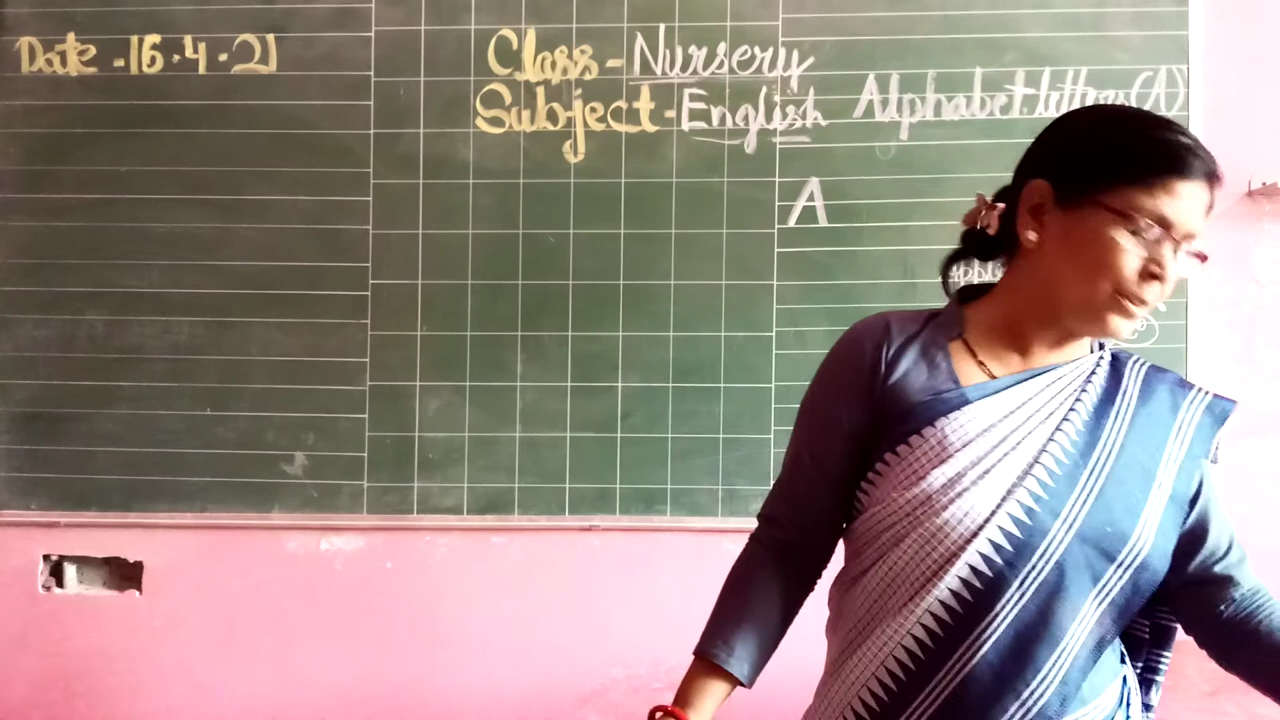 Date - 16.4.21
Class - Nursery
Subject - English Alphabet letters (A)
A